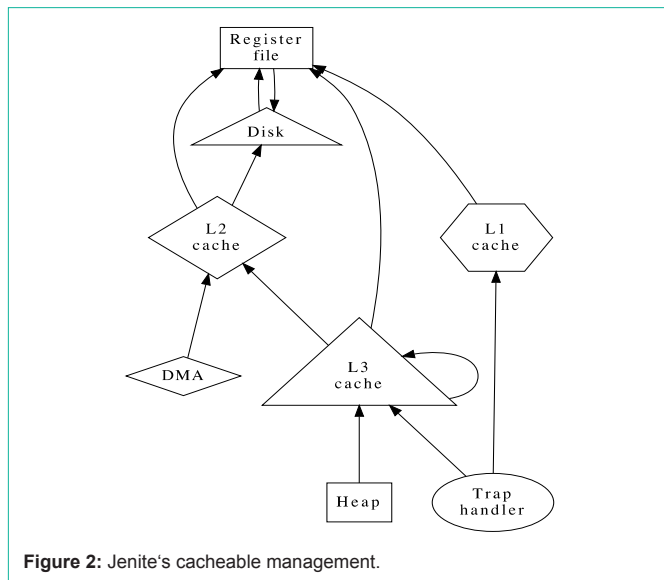 Register
file
Disk
L2
cache
L1
cache
DMA
L3
cache
Heap
Trap
handler
Figure 2: Jenite‘s cacheable management.